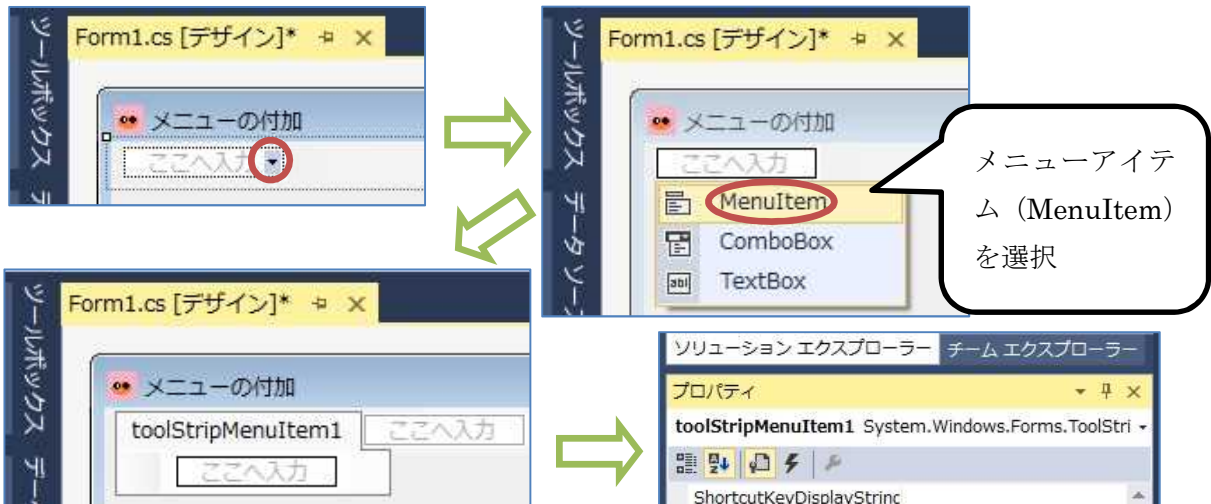 ツールボックス データ
Form1.cs [デザイン]*
メニューの付加
ここへ入力
ツールボックス データ ソース
Form1.cs [デザイン]*
メニューの付加
ここへ入力
MenuItem
ComboBox
TextBox
メニューアイテ
ム（MenuItem）
を選択
ツールボックス データ
Form1.cs [デザイン]*
メニューの付加
toolStripMenuItem1 ここへ入力
ここへ入力
ソリューション エクスプローラー チーム エクスプローラー
プロパティ
toolStripMenuItem1 System.Windows.Forms.ToolStri
ShortcutKeyDisplayString